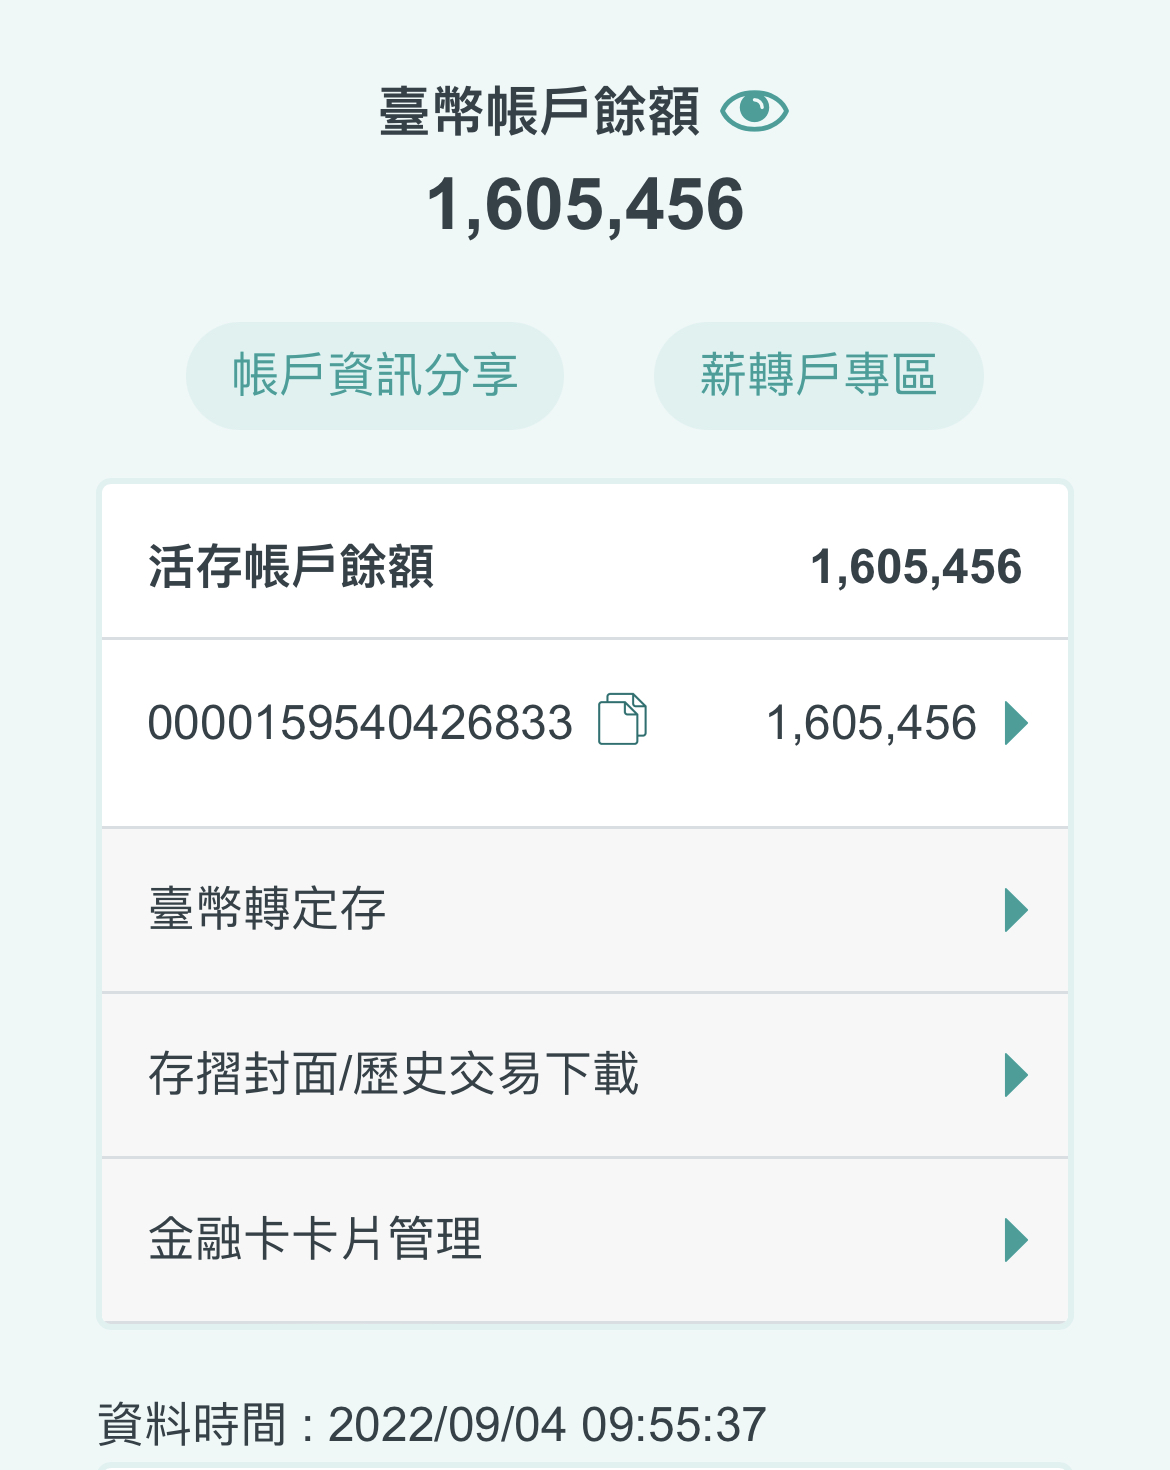 臺幣帳戶餘額
1,605,456
帳戶資訊分享 薪轉戶專區
活存帳戶餘額 1,605,456
0000159540426833 1,605,456
臺幣轉定存
存摺封面/歷史交易下載
金融卡卡片管理
資料時間 : 2022/09/04 09:55:37